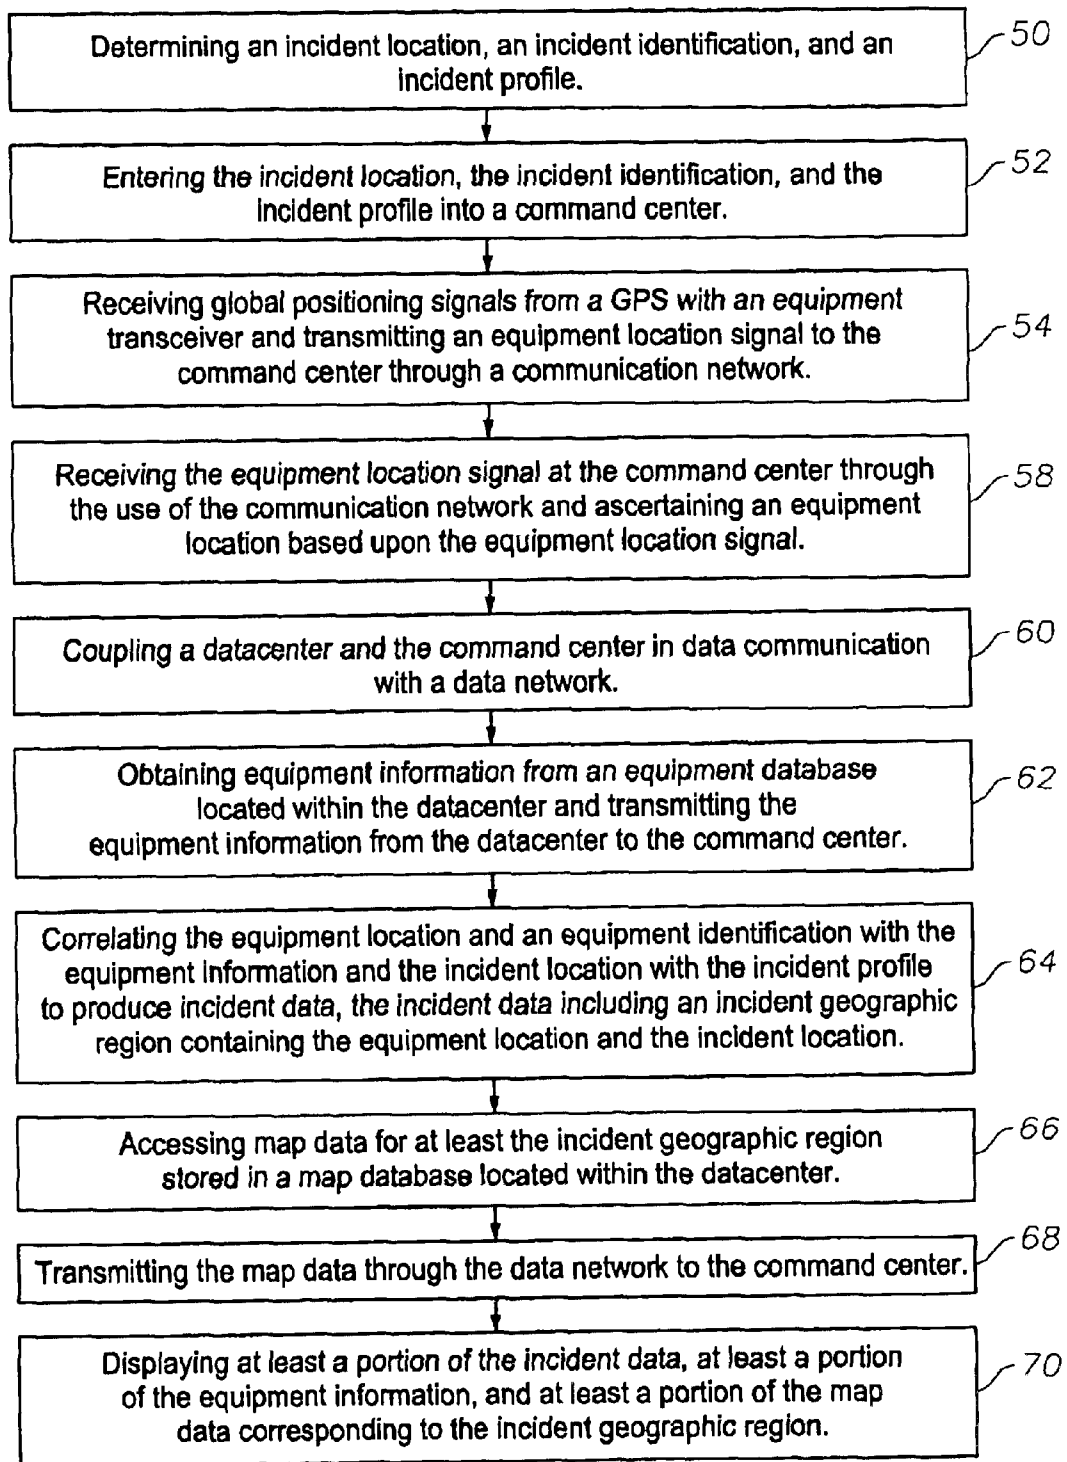 Determining an incident location, an incident identification, and an
incident profile.
50
Entering the incident location, the incident identification, and the
incident profile into a command center.
52
Receiving global positioning signals from a GPS with an equipment
transceiver and transmitting an equipment location signal to the
command center through a communication network.
54
Receiving the equipment location signal at the command center through
the use of the communication network and ascertaining an equipment
location based upon the equipment location signal.
58
Coupling a datacenter and the command center in data communication
with a data network.
60
Obtaining equipment information from an equipment database
located within the datacenter and transmitting the
equipment information from the datacenter to the command center.
62
Correlating the equipment location and an equipment identification with the
equipment information and the incident location with the incident profile
to produce incident data, the incident data including an incident geographic
region containing the equipment location and the incident location.
64
Accessing map data for at least the incident geographic region
stored in a map database located within the datacenter.
66
Transmitting the map data through the data network to the command center.
68
Displaying at least a portion of the incident data, at least a portion
of the equipment information, and at least a portion of the map
data corresponding to the incident geographic region.
70